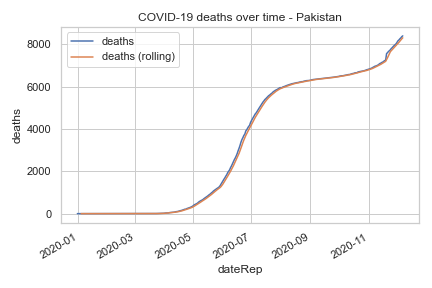 COVID-19 deaths over time - Pakistan
deaths
deaths (rolling)
8000
6000
4000
2000
0
deaths
2020-01
2020-03
2020-05
2020-07
2020-09
2020-11
dateRep